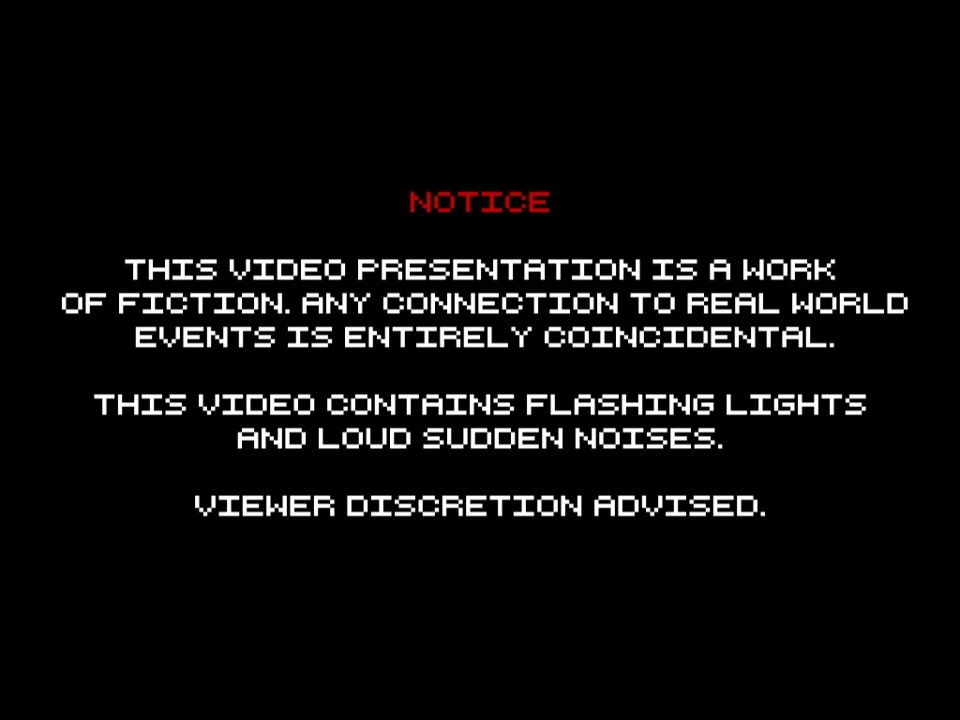 NOTICE
THIS VIDEO PRESENTATION IS A WORK
OF FICTION. ANY CONNECTION TO REAL WORLD
EVENTS IS ENTIRELY COINCIDENTAL.
THIS VIDEO CONTAINS FLASHING LIGHTS
AND LOUD SUDDEN NOISES.
VIEWER DISCRETION ADVISED.